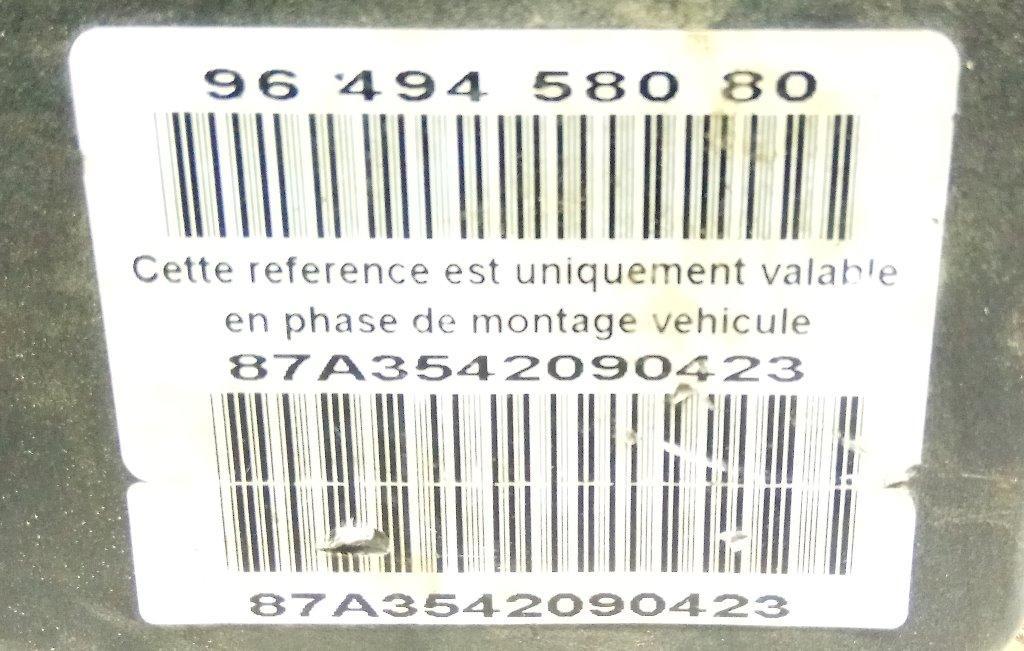 96 494 580 80
Cette reference est uniquement valable
en phase de montage vehicule
87A3542090423
87A3542090423